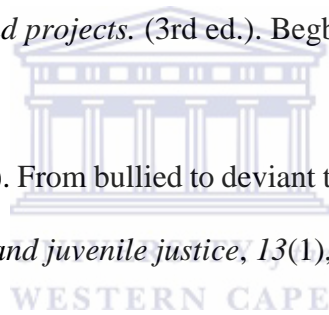 d projects. (3rd ed.). Begb
). From bullied to deviant t
and juvenile justice, 13(1),
WESTERN CAPE